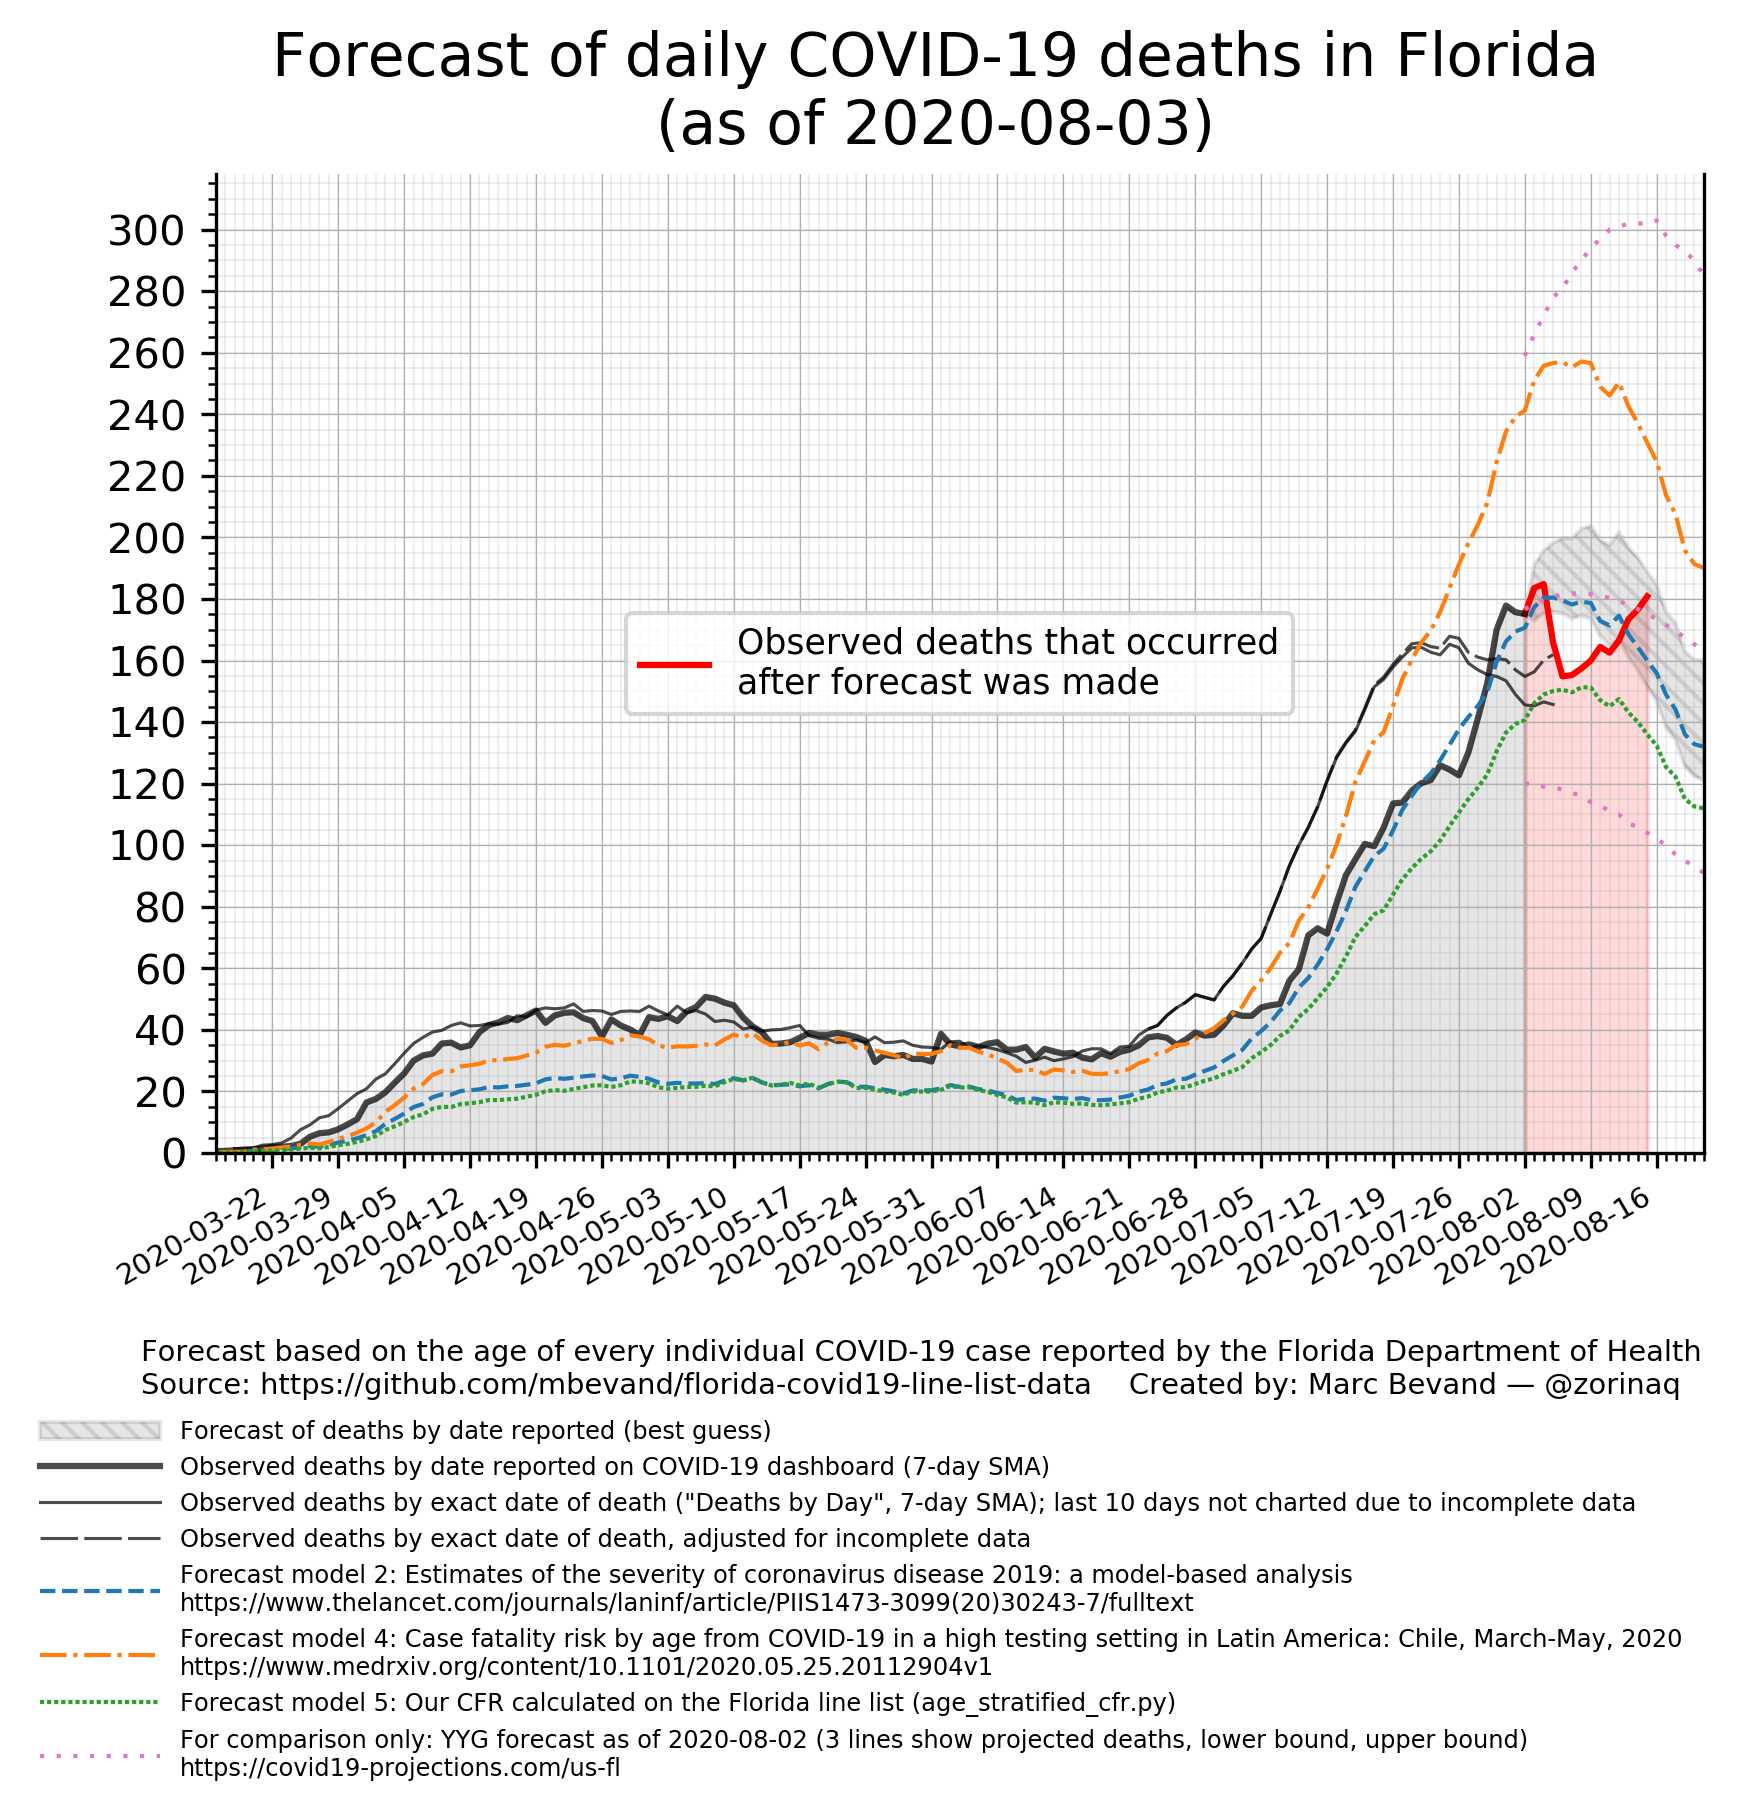 Forecast of daily COVID-19 deaths in Florida
(as of 2020-08-03)
300
280
260
240
220
200
180
160
140
120
100
80
60
40
20
0
Observed deaths that occurred
after forecast was made
2020-03-22
2020-03-29
2020-04-05
2020-04-12
2020-04-19
2020-04-26
2020-05-03
2020-05-10
2020-05-17
2020-05-24
2020-05-31
2020-06-07
2020-06-14
2020-06-21
2020-06-28
2020-07-05
2020-07-12
2020-07-19
2020-07-26
2020-08-02
2020-08-09
2020-08-16
Forecast based on the age of every individual COVID-19 case reported by the Florida Department of Health
Source: https://github.com/mbevand/florida-covid19-line-list-data Created by: Marc Bevand — @zorinaq
Forecast of deaths by date reported (best guess)
Observed deaths by date reported on COVID-19 dashboard (7-day SMA)
Observed deaths by exact date of death ("Deaths by Day", 7-day SMA); last 10 days not charted due to incomplete data
Observed deaths by exact date of death, adjusted for incomplete data
Forecast model 2: Estimates of the severity of coronavirus disease 2019: a model-based analysis
https://www.thelancet.com/journals/laninf/article/PIIS1473-3099(20)30243-7/fulltext
Forecast model 4: Case fatality risk by age from COVID-19 in a high testing setting in Latin America: Chile, March-May, 2020
https://www.medrxiv.org/content/10.1101/2020.05.25.20112904v1
Forecast model 5: Our CFR calculated on the Florida line list (age_stratified_cfr.py)
For comparison only: YYG forecast as of 2020-08-02 (3 lines show projected deaths, lower bound, upper bound)
https://covid19-projections.com/us-fl